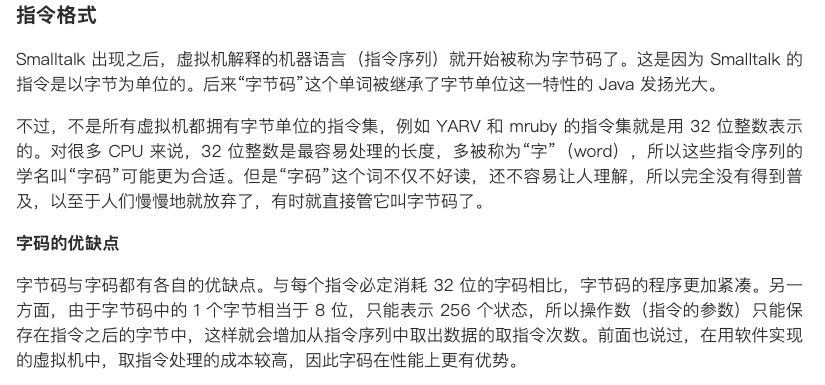 指令格式
Smalltalk 出现之后，虚拟机解释的机器语言（指令序列）就开始被称为字节码了。这是因为 Smalltalk 的
指令是以字节为单位的。后来“字节码”这个单词被继承了字节单位这一特性的 Java 发扬光大。
不过，不是所有虚拟机都拥有字节单位的指令集，例如 YARV 和 mruby 的指令集就是用 32 位整数表示
的。对很多 CPU 来说，32 位整数是最容易处理的长度，多被称为“字”（word），所以这些指令序列的
学名叫“字码”可能更为合适。但是“字码”这个词不仅不好读，还不容易让人理解，所以完全没有得到普
及，以至于人们慢慢地就放弃了，有时就直接管它叫字节码了。
字码的优缺点
字节码与字码都有各自的优缺点。与每个指令必定消耗 32 位的字码相比，字节码的程序更加紧凑。另一
方面，由于字节码中的 1 个字节相当于 8 位，只能表示 256 个状态，所以操作数（指令的参数）只能保
存在指令之后的字节中，这样就会增加从指令序列中取出数据的取指令次数。前面也说过，在用软件实现
的虚拟机中，取指令处理的成本较高，因此字码在性能上更有优势。